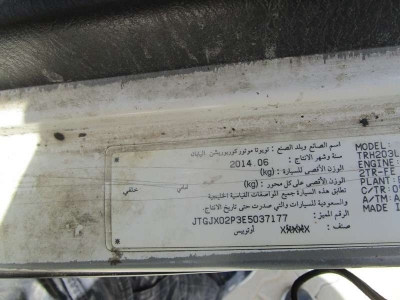 اسم الصانع وبلد الصنع : تويوتا موتور كوربوريشن اليابان
سنة وشهر الانتاج : 2014.06
الوزن الأقصى للسيارة : (kg)
الوزن الأقصى على كل محور : (kg) أمامي خلفي
تطابق هذه السيارة جميع المواصفات القياسية الخليجية
والسعودية للسيارات والتي صدرت حتى تاريخ الانتاج
الرقم المميز : JTGJX02P3E5037177
صنف : XHXHX أوتوبيس
MODEL:
TRH203L
ENGINE:
2TR-FE
PLANT:
C/TR:
A/TM:
MADE I